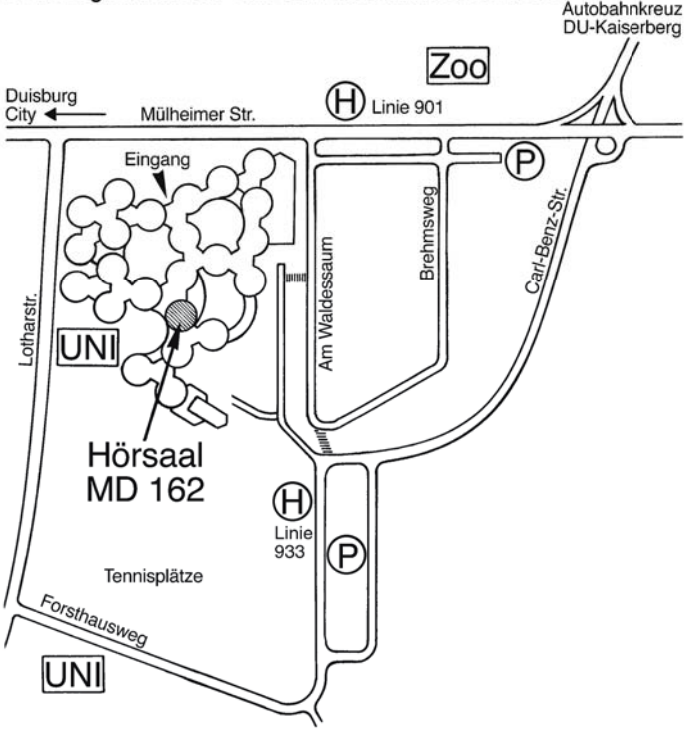 Autobahnkreuz
DU-Kaiserberg
Zoo
Duisburg
City
Mülheimer Str.
H
Linie 901
Eingang
P
Lotharstr.
Am Waldessaum
Brehmsweg
Carl-Benz-Str.
UNI
Hörsaal
MD 162
H
Linie
933
P
Tennisplätze
Forsthausweg
UNI